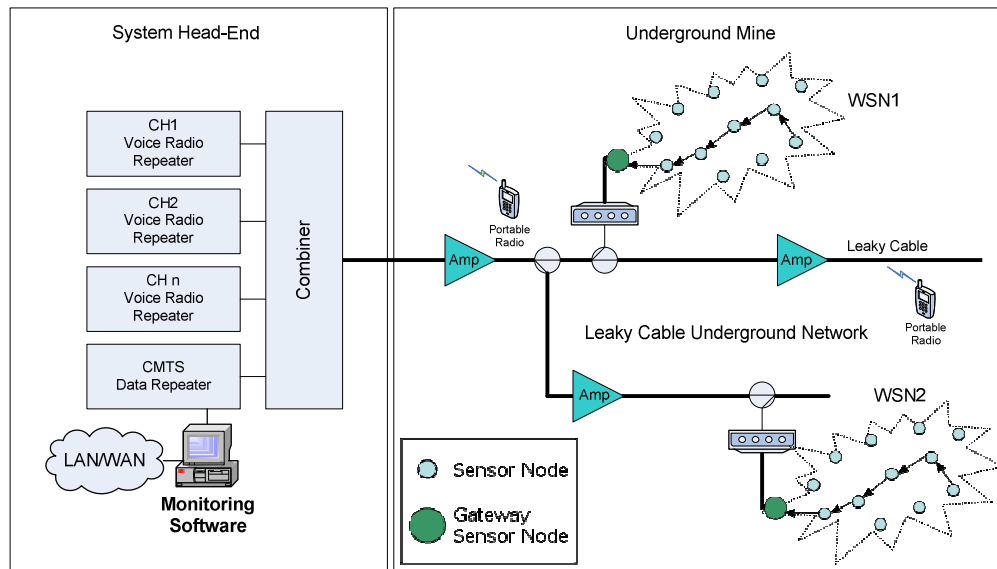 System Head-End
CH1
Voice Radio
Repeater
CH2
Voice Radio
Repeater
CH n
Voice Radio
Repeater
CMTS
Data Repeater
Combiner
LAN/WAN
Monitoring
Software
Underground Mine
WSN1
Portable
Radio
Amp
Amp
Leaky Cable
Portable
Radio
Leaky Cable Underground Network
Amp
WSN2
Sensor Node
Gateway
Sensor Node